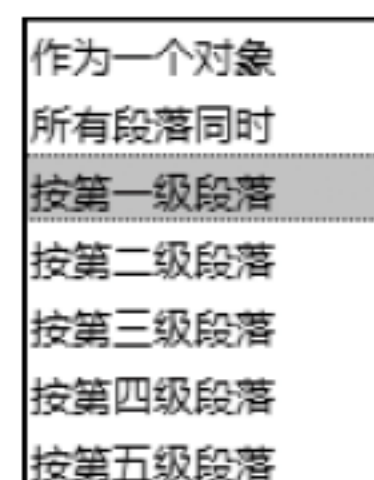 作为一个对象
所有段落同时
按第一级段落
按第二级段落
按第三级段落
按第四级段落
按第五级段落